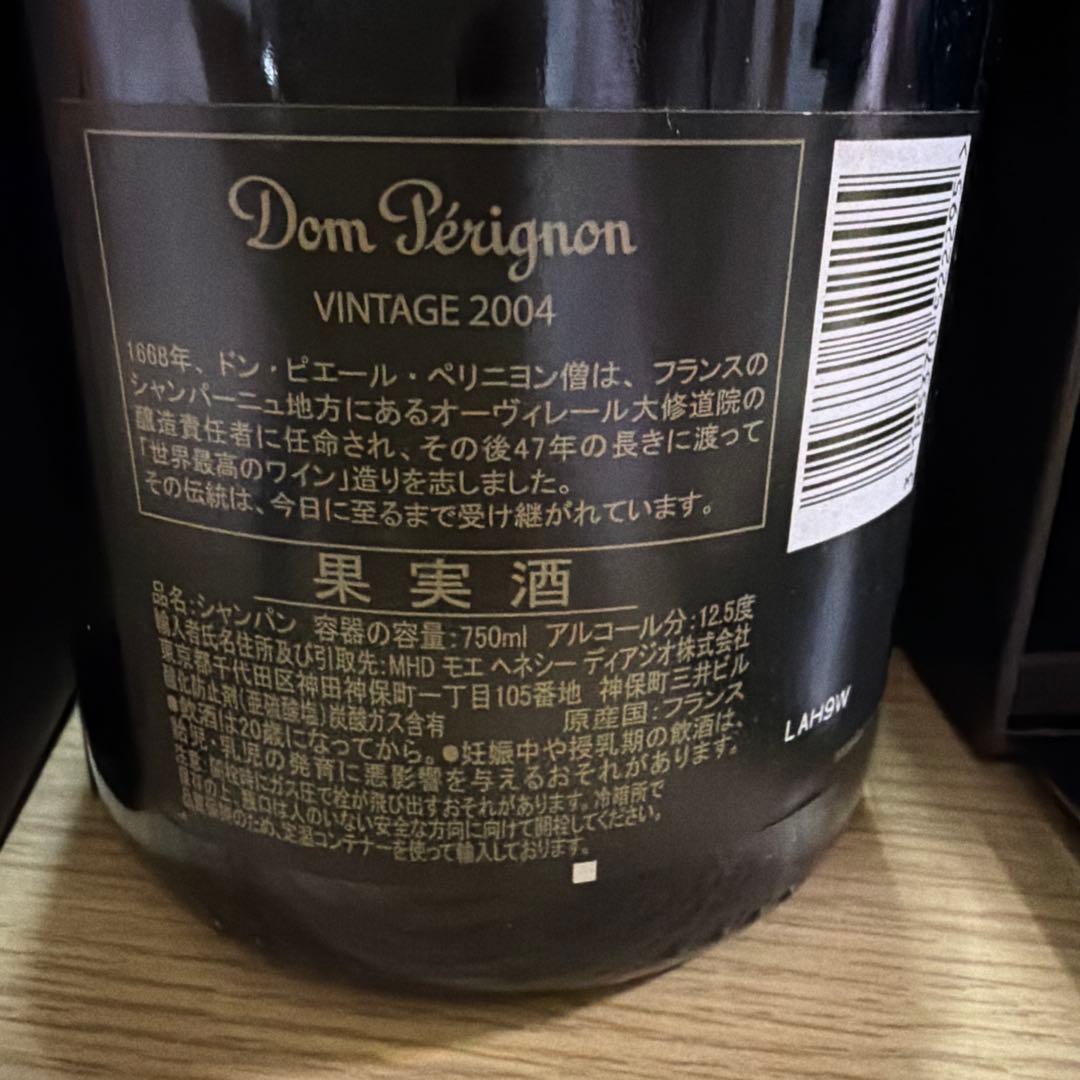 Dom Pérignon
VINTAGE 2004
1668年、ドン・ピエール・ペリニヨン僧は、フランスの
シャンパーニュ地方にあるオーヴィレール大修道院の
醸造責任者に任命され、その後47年の長きに渡って
「世界最高のワイン」造りを志しました。
その伝統は、今日に至るまで受け継がれています。
果実酒
品名:シャンパン 容器の容量:750ml アルコール分:12.5度
輸入者氏名住所及び引取先:MHD モエ ヘネシー ディアジオ株式会社
東京都千代田区神田神保町一丁目105番地 神保町三井ビル
酸化防止剤(亜硫酸塩)炭酸ガス含有 原産国:フランス
●飲酒は20歳になってから。●妊娠中や授乳期の飲酒は、
胎児・乳児の発育に悪影響を与えるおそれがあります。
開栓時にガス圧で栓が飛び出すおそれがあります。冷暗所で
の上、瓶口は人のいない安全な方向に向けて開栓してください。
のため、定温コンテナーを使って輸入しております。
LAH9W